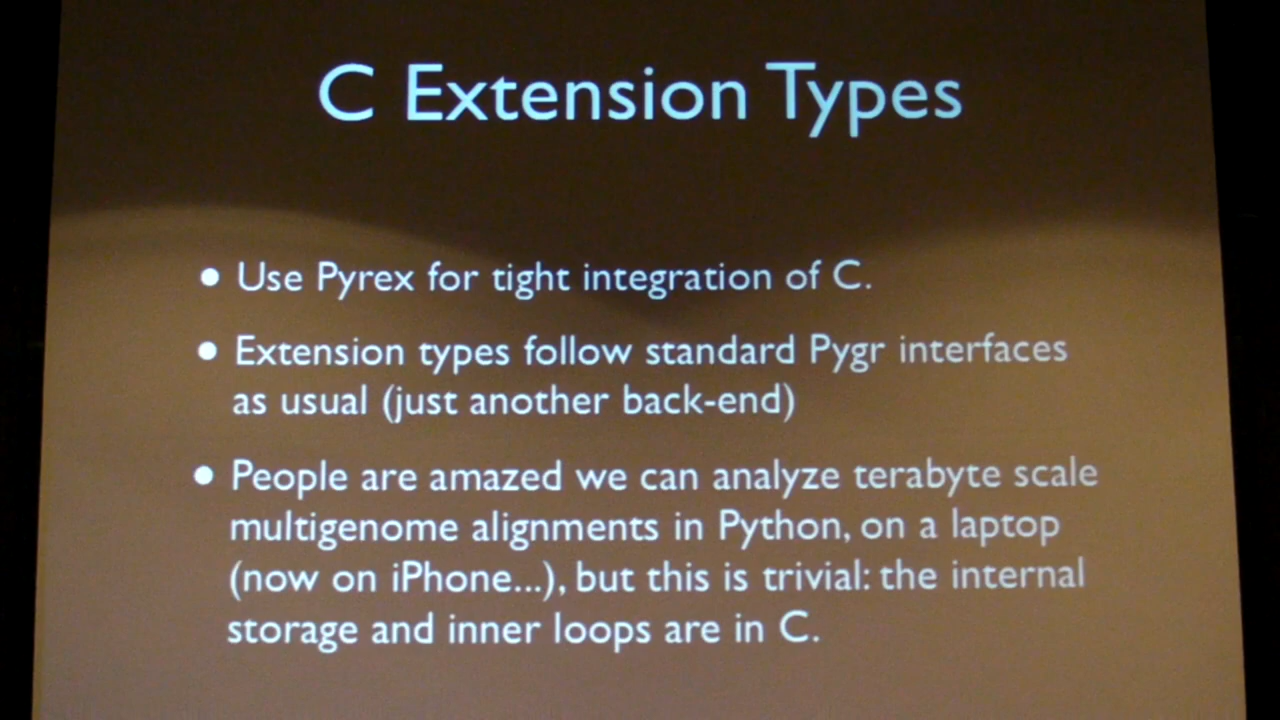 C Extension Types
• Use Pyrex for tight integration of C.
• Extension types follow standard Pygr interfaces
as usual (just another back-end)
• People are amazed we can analyze terabyte scale
multigenome alignments in Python, on a laptop
(now on iPhone...), but this is trivial: the internal
storage and inner loops are in C.